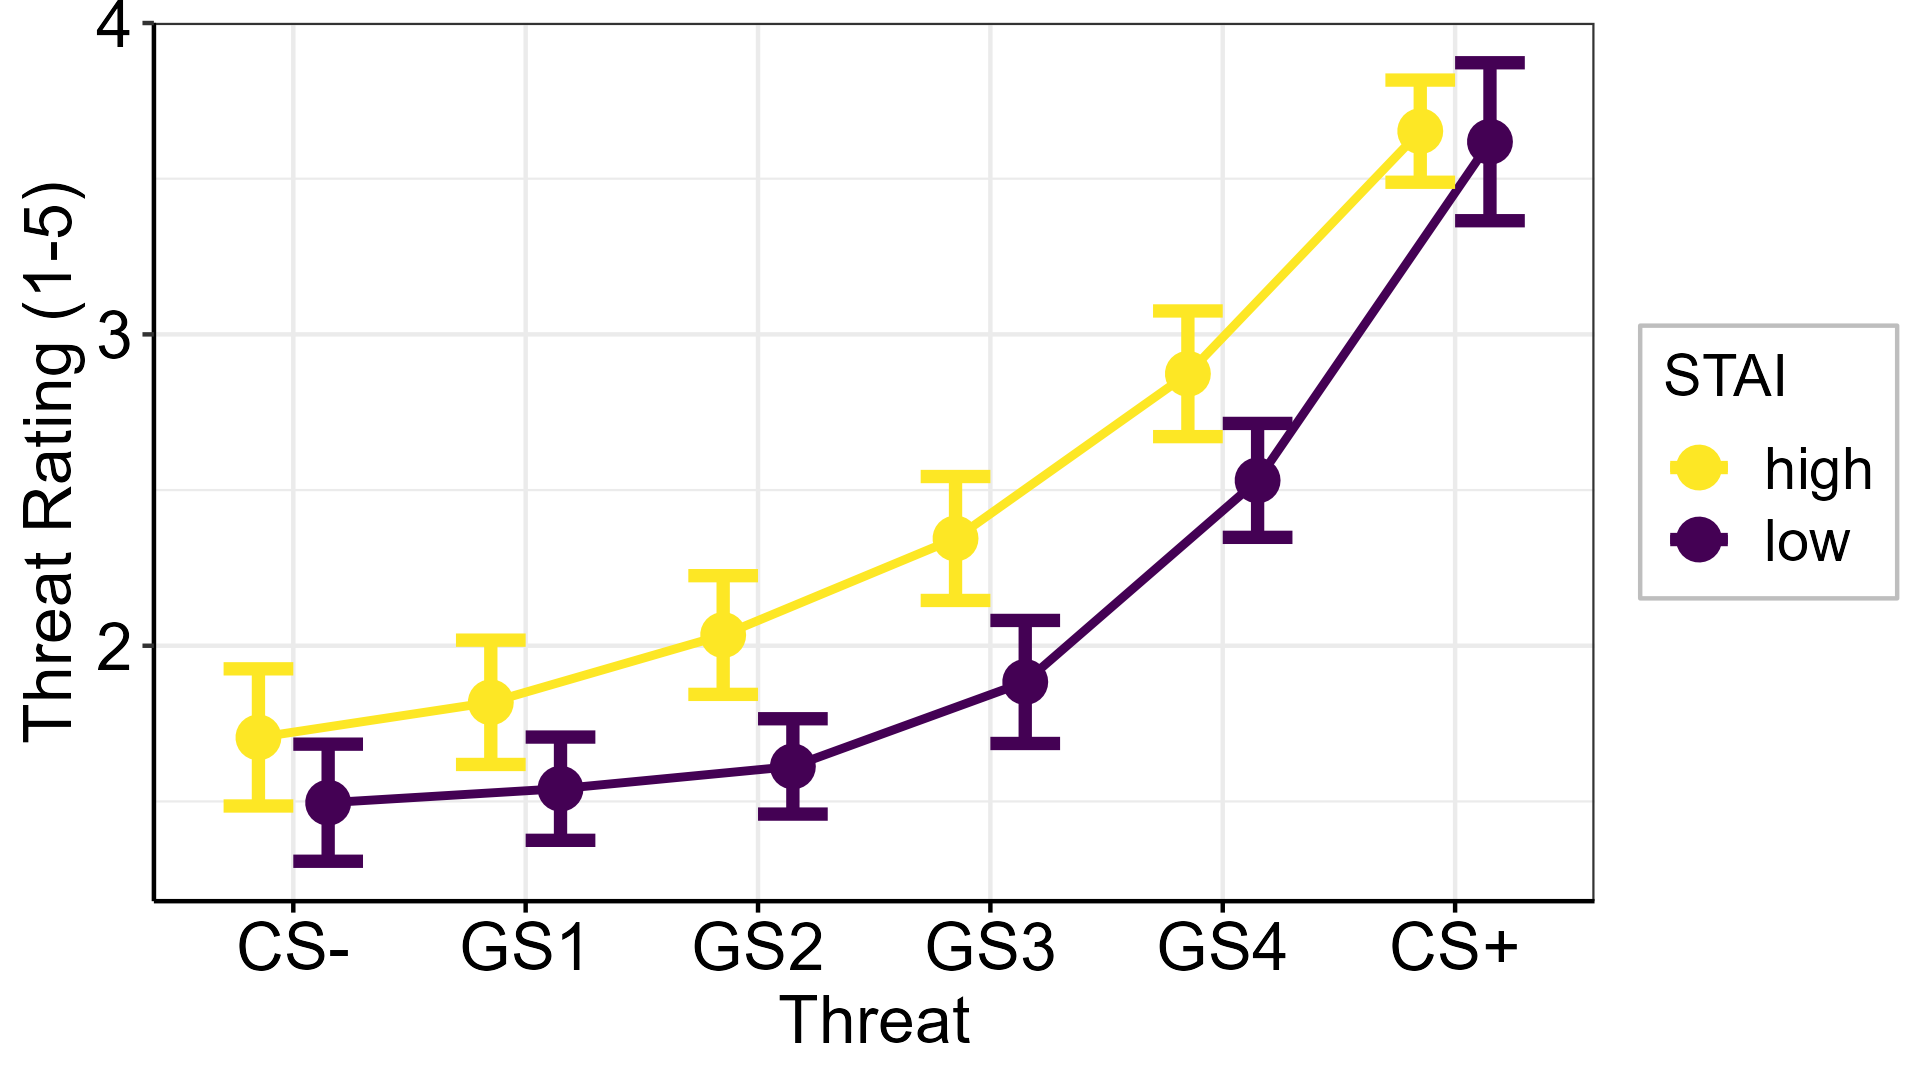 4
3
2
Threat Rating (1-5)
CS-
GS1
GS2
GS3
GS4
CS+
Threat
STAI
high
low